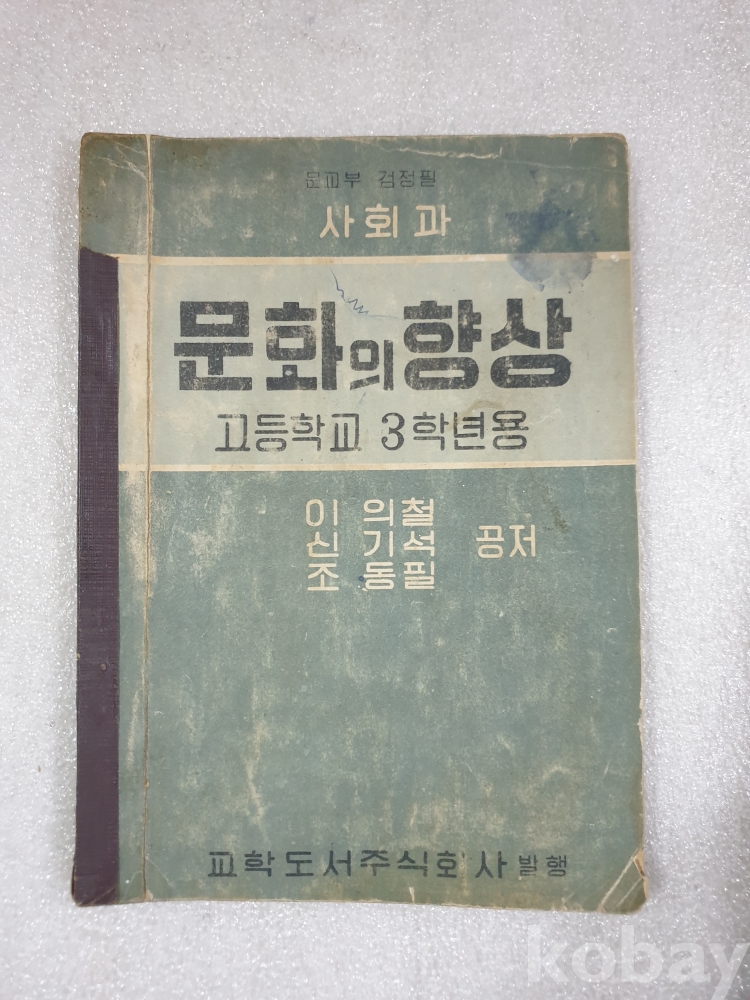 문교부 검정필
사회과
문화의향상
고등학교 3학년용
이 의철
신 기석 공저
조 동필
교학도서주식회사 발행
kobay